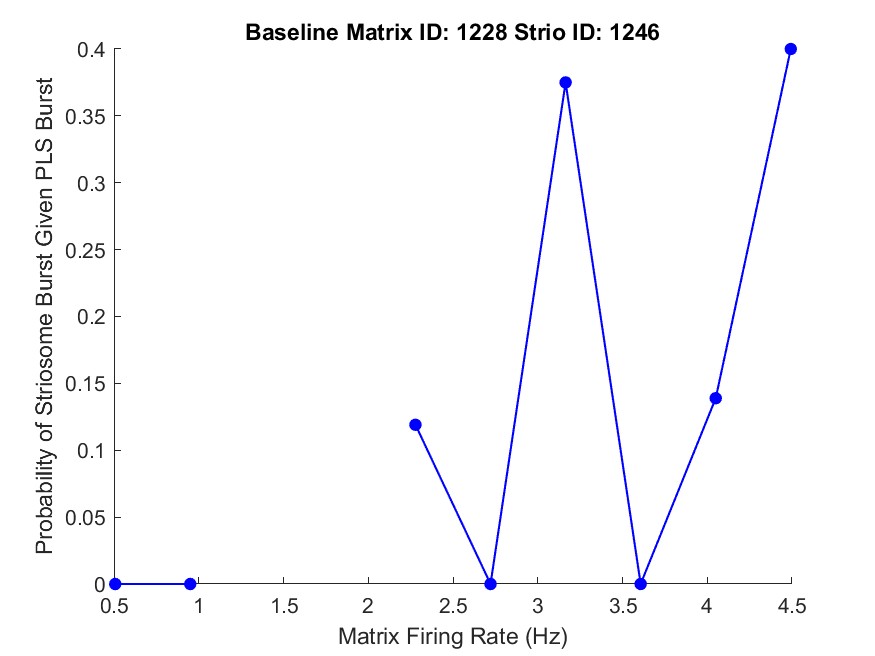 Baseline Matrix ID: 1228 Strio ID: 1246
Probability of Striosome Burst Given PLS Burst
0.4
0.35
0.3
0.25
0.2
0.15
0.1
0.05
0
0.5 1 1.5 2 2.5 3 3.5 4 4.5
Matrix Firing Rate (Hz)